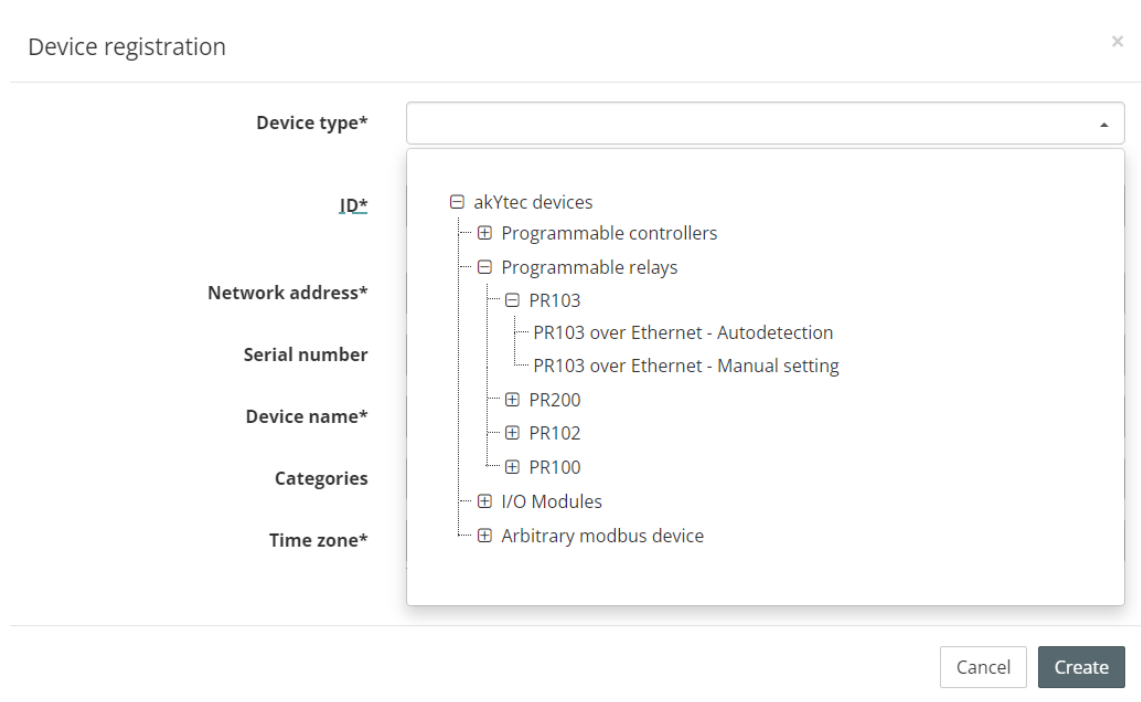 Device registration
×
Device type*
ID*
Network address*
Serial number
Device name*
Categories
Time zone*
akYtec devices
Programmable controllers
Programmable relays
PR103
PR103 over Ethernet - Autodetection
PR103 over Ethernet - Manual setting
PR200
PR102
PR100
I/O Modules
Arbitrary modbus device
Cancel
Create